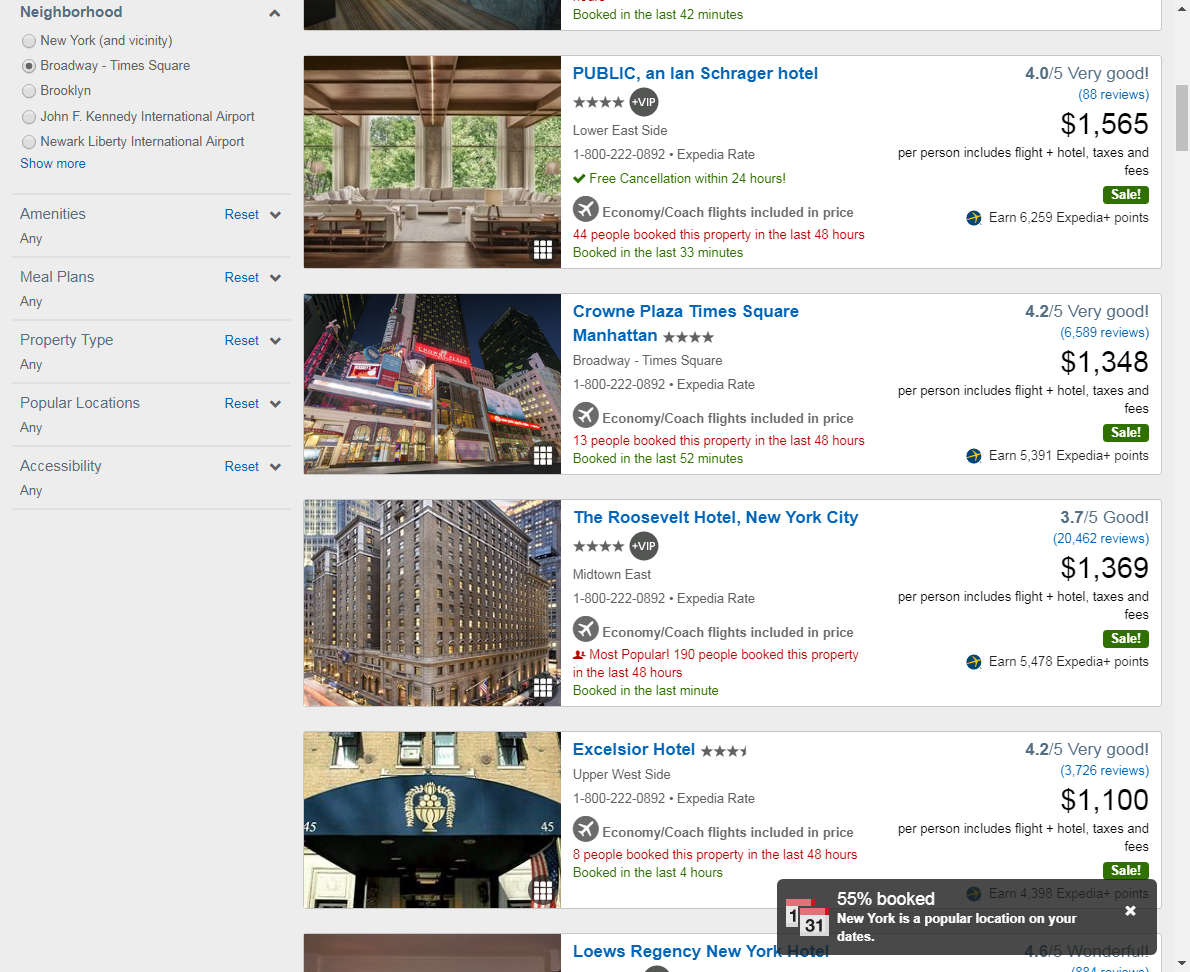 Neighborhood
New York (and vicinity)
Broadway - Times Square
Brooklyn
John F. Kennedy International Airport
Newark Liberty International Airport
Show more
Amenities Reset
Any
Meal Plans Reset
Any
Property Type Reset
Any
Popular Locations Reset
Any
Accessibility Reset
Any
hours
Booked in the last 42 minutes
PUBLIC, an Ian Schrager hotel
+VIP
Lower East Side
1-800-222-0892 • Expedia Rate
Free Cancellation within 24 hours!
Economy/Coach flights included in price
44 people booked this property in the last 48 hours
Booked in the last 33 minutes
4.0/5 Very good!
(88 reviews)
$1,565
per person includes flight + hotel, taxes and
fees
Sale!
Earn 6,259 Expedia+ points
CROWNE PLAZA
Crowne Plaza Times Square
Manhattan
Broadway - Times Square
1-800-222-0892 • Expedia Rate
Economy/Coach flights included in price
13 people booked this property in the last 48 hours
Booked in the last 52 minutes
4.2/5 Very good!
(6,589 reviews)
$1,348
per person includes flight + hotel, taxes and
fees
Sale!
Earn 5,391 Expedia+ points
The Roosevelt Hotel, New York City
+VIP
Midtown East
1-800-222-0892 • Expedia Rate
Economy/Coach flights included in price
Most Popular! 190 people booked this property
in the last 48 hours
Booked in the last minute
3.7/5 Good!
(20,462 reviews)
$1,369
per person includes flight + hotel, taxes and
fees
Sale!
Earn 5,478 Expedia+ points
45 45
Excelsior Hotel
Upper West Side
1-800-222-0892 • Expedia Rate
Economy/Coach flights included in price
8 people booked this property in the last 48 hours
Booked in the last 4 hours
4.2/5 Very good!
(3,726 reviews)
$1,100
per person includes flight + hotel, taxes and
fees
Sale!
Earn 4,398 Expedia+ points
1 31
55% booked
New York is a popular location on your
dates.
Loews Regency New York Hotel
4.6/5 Wonderful!
(884 reviews)